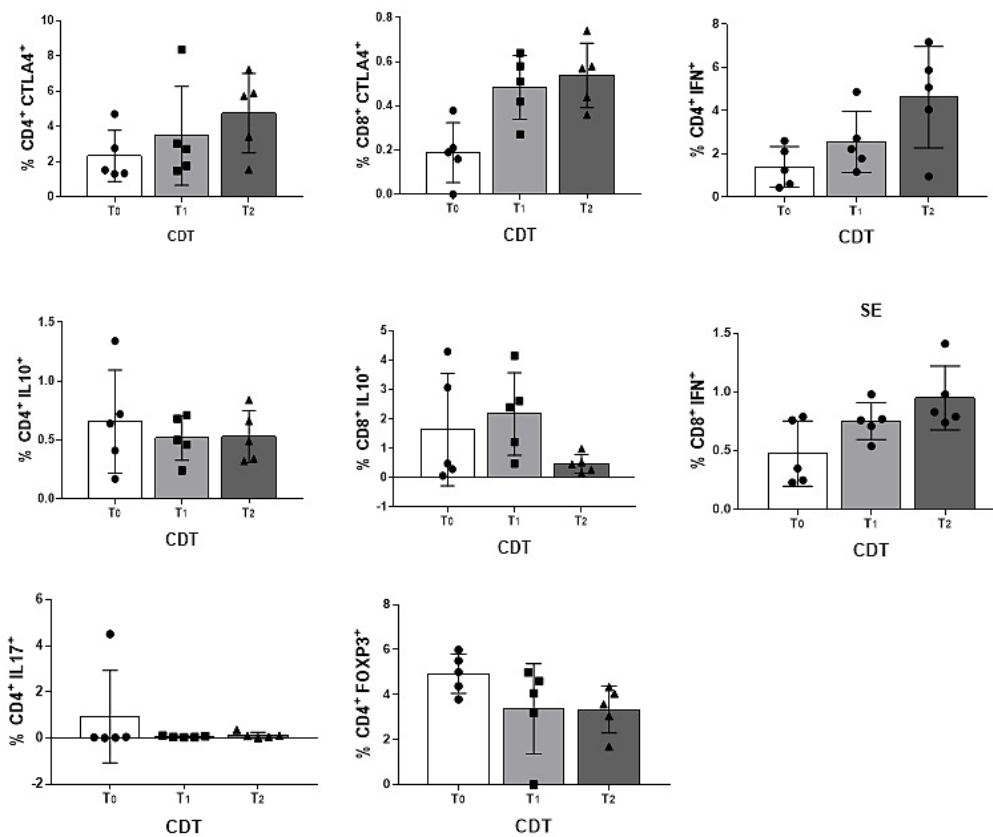 % CD4⁺ CTLA4⁺
10
8
6
4
2
0
T₀ T₁ T₂
CDT
% CD8⁺ CTLA4⁺
0.8
0.6
0.4
0.2
0.0
T₀ T₁ T₂
CDT
% CD4⁺ IFN⁺
8
6
4
2
0
T₀ T₁ T₂
CDT
% CD4⁺ IL10⁺
1.5
1.0
0.5
0.0
T₀ T₁ T₂
CDT
% CD8⁺ IL10⁺
5
4
3
2
1
0
-1
T₀ T₁ T₂
CDT
SE
% CD8⁺ IFN⁺
1.5
1.0
0.5
0.0
T₀ T₁ T₂
CDT
% CD4⁺ IL17⁺
6
4
2
0
-2
T₀ T₁ T₂
CDT
% CD4⁺ FOXP3⁺
8
6
4
2
0
T₀ T₁ T₂
CDT